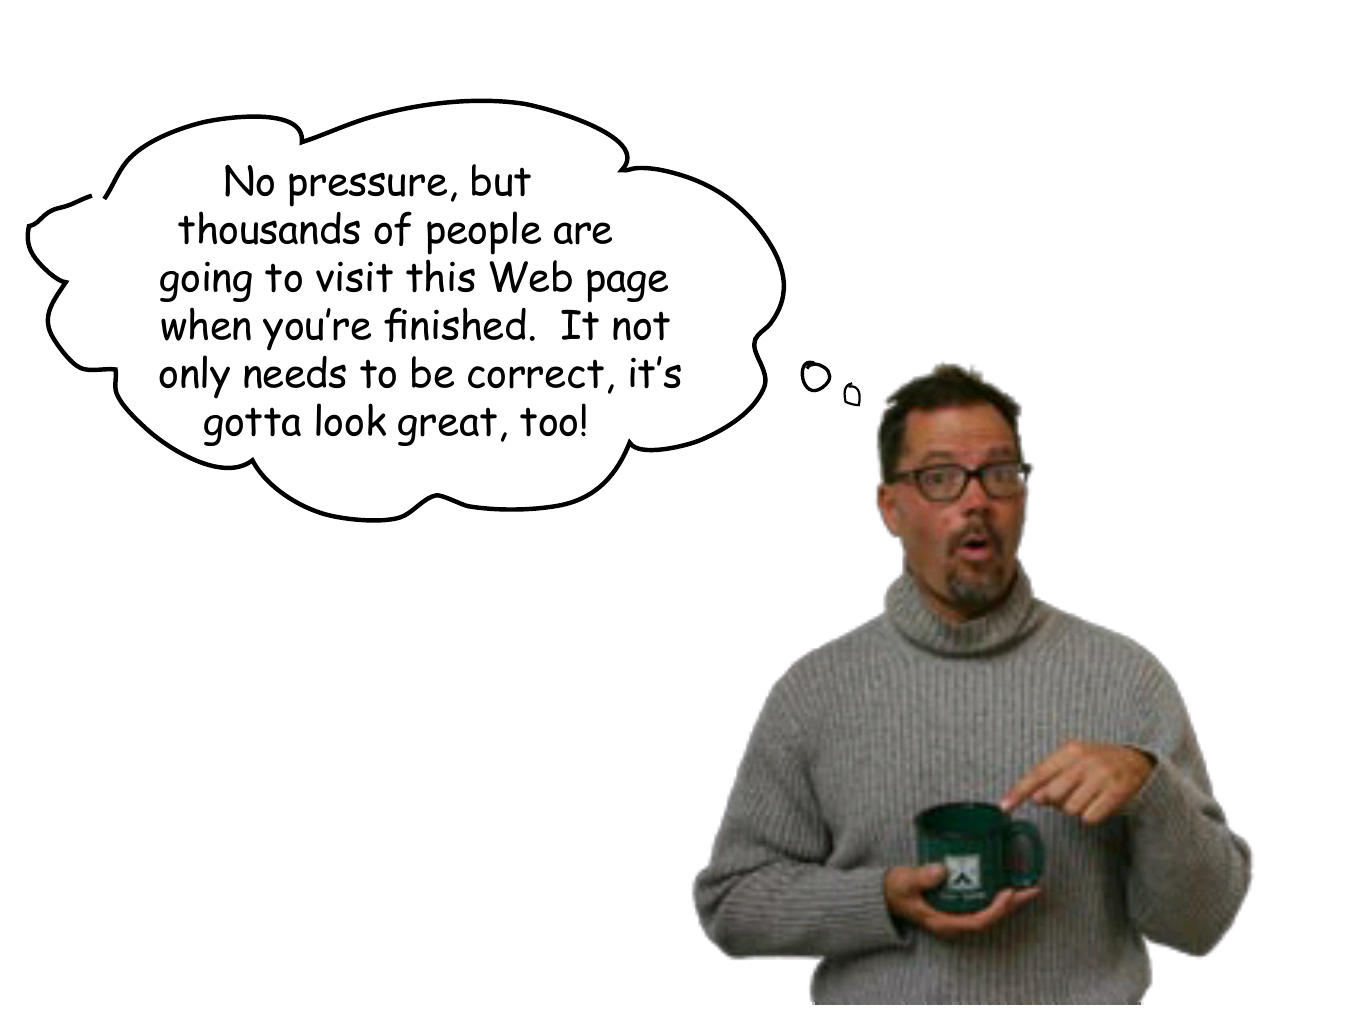 No pressure, but
thousands of people are
going to visit this Web page
when you’re finished.  It not
only needs to be correct, it’s
gotta look great, too!